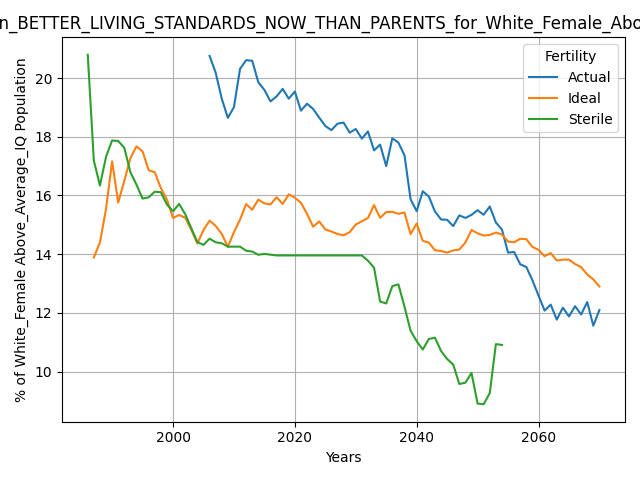 n_BETTER_LIVING_STANDARDS_NOW_THAN_PARENTS_for_White_Female_Abo
Fertility
Actual
Ideal
Sterile
% of White_Female Above_Average_IQ Population
20
18
16
14
12
10
2000 2020 2040 2060
Years